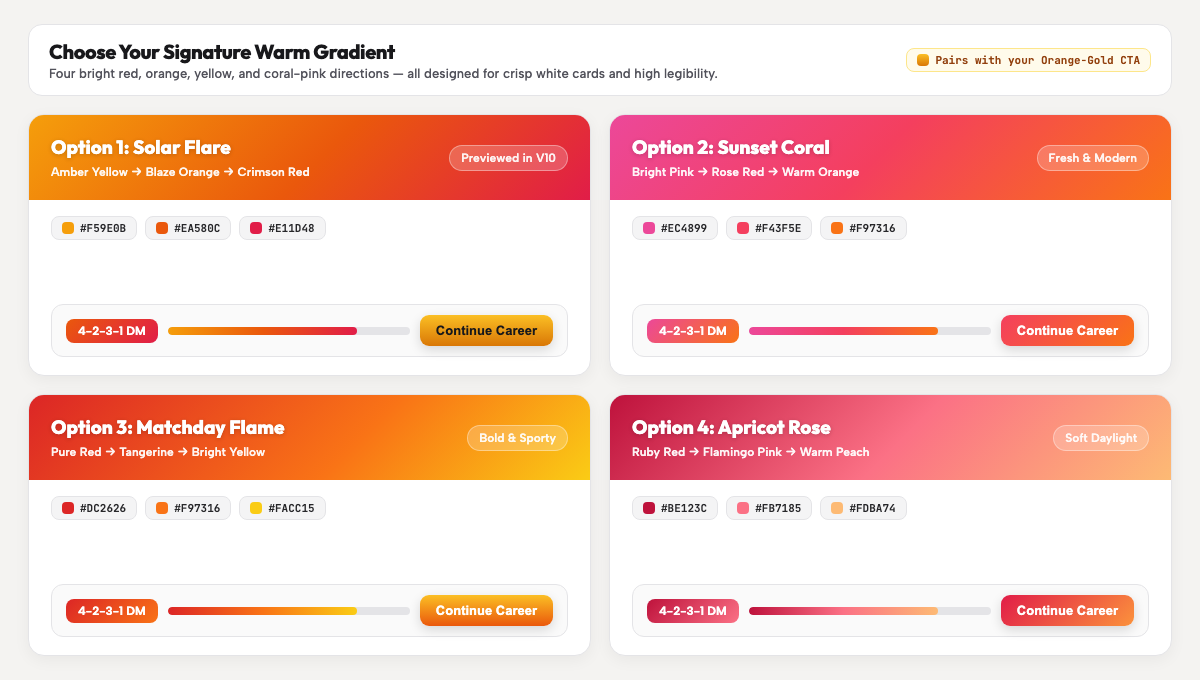 Choose Your Signature Warm Gradient
Four bright red, orange, yellow, and coral-pink directions — all designed for crisp white cards and high legibility.
Pairs with your Orange-Gold CTA
Option 1: Solar Flare
Amber Yellow → Blaze Orange → Crimson Red
Previewed in V10
#F59E0B
#EA580C
#E11D48
4-2-3-1 DM
Continue Career
Option 2: Sunset Coral
Bright Pink → Rose Red → Warm Orange
Fresh & Modern
#EC4899
#F43F5E
#F97316
4-2-3-1 DM
Continue Career
Option 3: Matchday Flame
Pure Red → Tangerine → Bright Yellow
Bold & Sporty
#DC2626
#F97316
#FACC15
4-2-3-1 DM
Continue Career
Option 4: Apricot Rose
Ruby Red → Flamingo Pink → Warm Peach
Soft Daylight
#BE123C
#FB7185
#FDBA74
4-2-3-1 DM
Continue Career